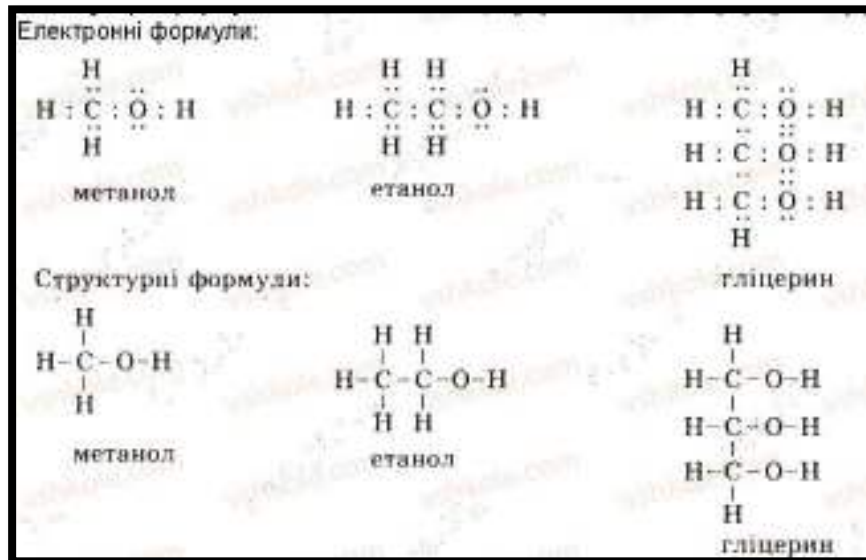 Електронні формули:
H
H : C : O : H
H
метанол
H H
H : C : C : O : H
H H
етанол
H
H : C : O : H
H : C : O : H
H : C : O : H
H
гліцерин
Структурні формули:
H
H-C-O-H
H
метанол
H H
H-C-C-O-H
H H
етанол
H
H-C-O-H
H-C-O-H
H-C-O-H
H
гліцерин